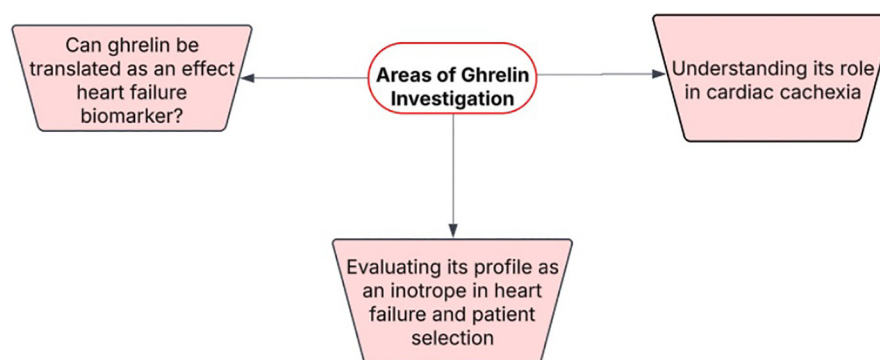 Can ghrelin be
translated as an effect
heart failure
biomarker?
Areas of Ghrelin
Investigation
Understanding its role
in cardiac cachexia
Evaluating its profile as
an inotrope in heart
failure and patient
selection